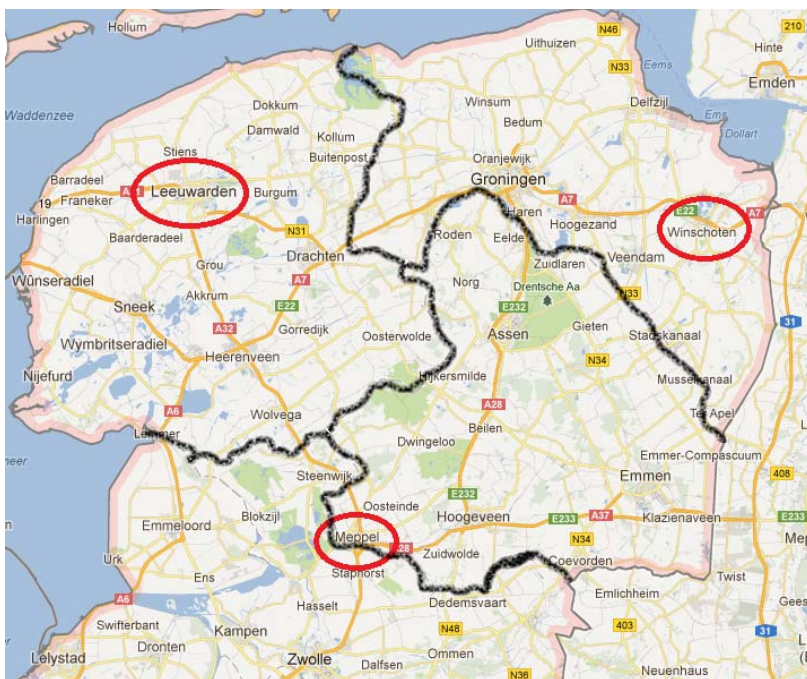 Hollum
N46
210
Uithuizen
Hinte
N33
Ems
Eems
Emden
Waddenzee
Dokkum
Winsum
Delfzijl
Damwald
Bedum
Kollum
Dollart
Stiens
Buitenpost
Oranjewijk
Barradeel
Groningen
19
Franeker
Leeuwarden
Burgum
A7
E22
A7
Harlingen
Haren
Winschoten
Baarderadeel
N31
Roden
Eelde
Hoogezand
Drachten
Veendam
Wûnseradiel
Grou
A7
Zuidlaren
Akkrum
Norg
Drentsche Aa
N33
Sneek
E22
E232
31
A32
Gorredijk
Oosterwolde
Assen
Gieten
Stadskanaal
Wymbritseradiel
Heerenveen
N34
Nijefurd
Hijkersmilde
Musselkanaal
A6
A28
Wolvega
Ter Apel
Lemmer
Beilen
Dwingeloo
Emmer-Compascuum
meer
Steenwijk
408
Emmen
E232
Oosteinde
Blokzijl
Hoogeveen
A37
Klazienaveen
Emmeloord
E233
E233
Meppel
N34
Urk
28
Zuidwolde
Coevorden
Ens
Staphorst
Twist
A6
Emlichheim
Hasselt
Dedemsvaart
Swifterbant
Kampen
N48
403
31
Dronten
Ommen
Lelystad
Zwolle
Dalfsen
N36
Neuenhaus